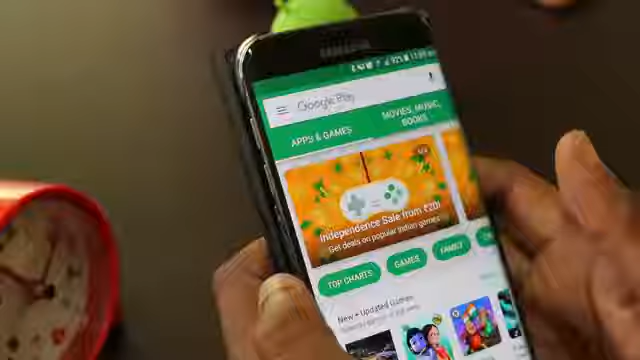 SAMSUNG
Google Play
APPS & GAMES
MOVIES, MUSIC,
BOOKS
Independence Sale from ₹20!
Get deals on popular Indian games
TOP CHARTS
GAMES
FAMILY
New + Updated Games